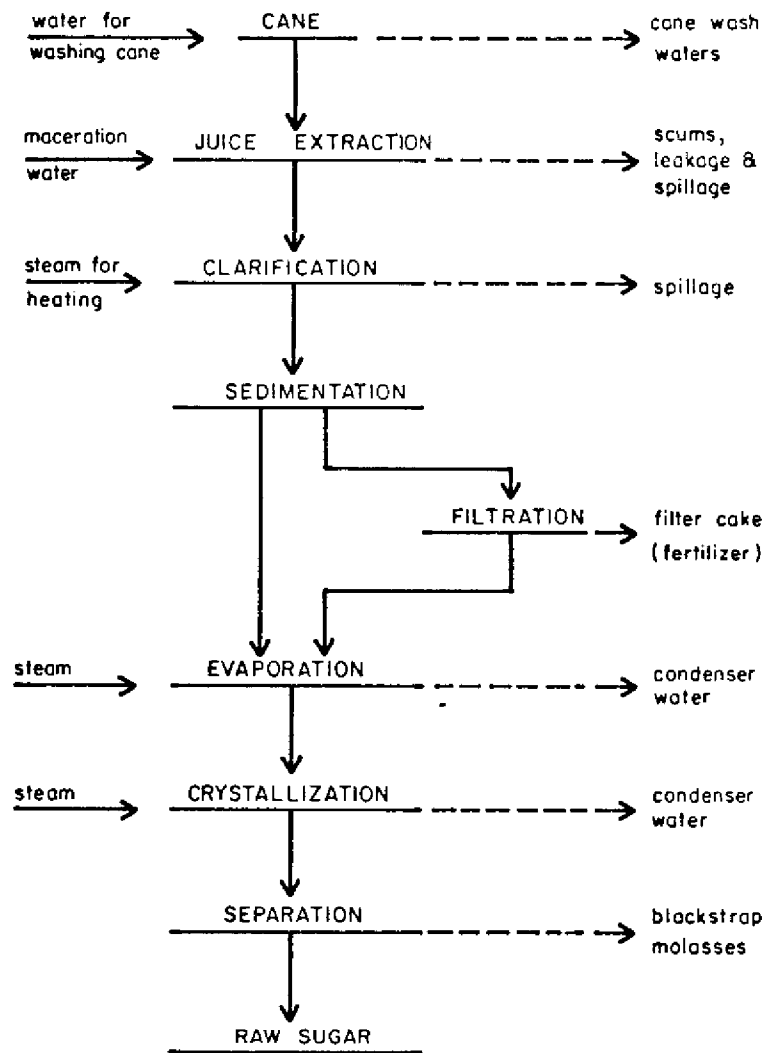 water for
washing cane
CANE
cane wash
waters
maceration
water
JUICE EXTRACTION
scums,
leakage &
spillage
steam for
heating
CLARIFICATION
spillage
SEDIMENTATION
FILTRATION
filter cake
(fertilizer)
steam
EVAPORATION
condenser
water
steam
CRYSTALLIZATION
condenser
water
SEPARATION
blackstrap
molasses
RAW SUGAR